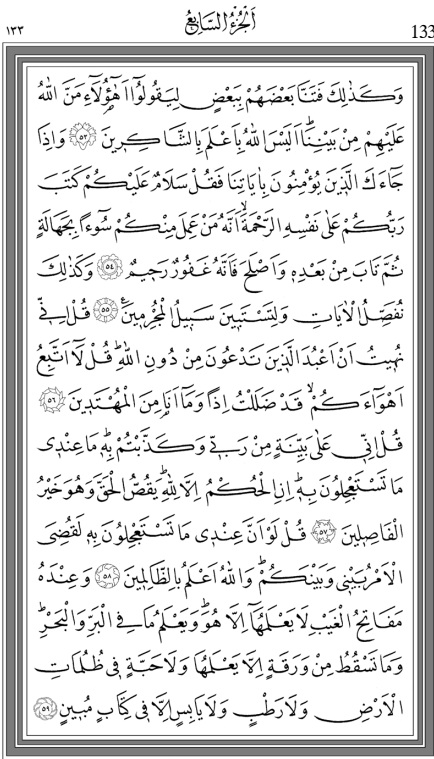 ١٣٣ اَلْجُزْءُ السَّابِعُ 133
وَكَذٰلِكَ فَتَنَّا بَعْضَهُمْ بِبَعْضٍ لِيَقُولُٓوا اَهٰٓؤُ۬لَٓاءِ مَنَّ اللّٰهُ
عَلَيْهِمْ مِنْ بَيْنِنَاۜ اَلَيْسَ اللّٰهُ بِاَعْلَمَ بِالشَّاكِر۪ينَ ﴿٥٣﴾ وَاِذَا
جَٓاءَكَ الَّذ۪ينَ يُؤْمِنُونَ بِاٰيَاتِنَا فَقُلْ سَلَامٌ عَلَيْكُمْ كَتَبَ
رَبُّكُمْ عَلٰى نَفْسِهِ الرَّحْمَةَۙ اَنَّهُ مَنْ عَمِلَ مِنْكُمْ سُٓوءاً بِجَهَالَةٍ
ثُمَّ تَابَ مِنْ بَعْدِه۪ وَاَصْلَحَ فَاَنَّهُ غَفُورٌ رَح۪يمٌ ﴿٥٤﴾ وَكَذٰلِكَ
نُفَصِّلُ الْاٰيَاتِ وَلِتَسْتَب۪ينَ سَب۪يلُ الْمُجْرِم۪ينَ۟ ﴿٥٥﴾ قُلْ اِنّ۪ي
نُه۪يتُ اَنْ اَعْبُدَ الَّذ۪ينَ تَدْعُونَ مِنْ دُونِ اللّٰهِۜ قُلْ لَٓا اَتَّبِعُ
اَهْوَٓاءَكُمْۙ قَدْ ضَلَلْتُ اِذاً وَمَٓا اَنَا۬ مِنَ الْمُهْتَد۪ينَ ﴿٥٦﴾
قُلْ اِنّ۪ي عَلٰى بَيِّنَةٍ مِنْ رَبّ۪ي وَكَذَّبْتُمْ بِه۪ۜ مَا عِنْد۪ي
مَا تَسْتَعْجِلُونَ بِه۪ۜ اِنِ الْحُكْمُ اِلَّا لِلّٰهِۜ يَقُصُّ الْحَقَّ وَهُوَ خَيْرُ
الْفَاصِل۪ينَ ﴿٥٧﴾ قُلْ لَوْ اَنَّ عِنْد۪ي مَا تَسْتَعْجِلُونَ بِه۪ لَقُضِيَ
الْاَمْرُ بَيْن۪ي وَبَيْنَكُمْۜ وَاللّٰهُ اَعْلَمُ بِالظَّالِم۪ينَ ﴿٥٨﴾ وَعِنْدَهُ
مَفَاتِحُ الْغَيْبِ لَا يَعْلَمُهَٓا اِلَّا هُوَۜ وَيَعْلَمُ مَا فِي الْبَرِّ وَالْبَحْرِۜ
وَمَا تَسْقُطُ مِنْ وَرَقَةٍ اِلَّا يَعْلَمُهَا وَلَا حَبَّةٍ ف۪ي ظُلُمَاتِ
الْاَرْضِ وَلَا رَطْبٍ وَلَا يَابِسٍ اِلَّا ف۪ي كِتَابٍ مُب۪ينٍ ﴿٥٩﴾